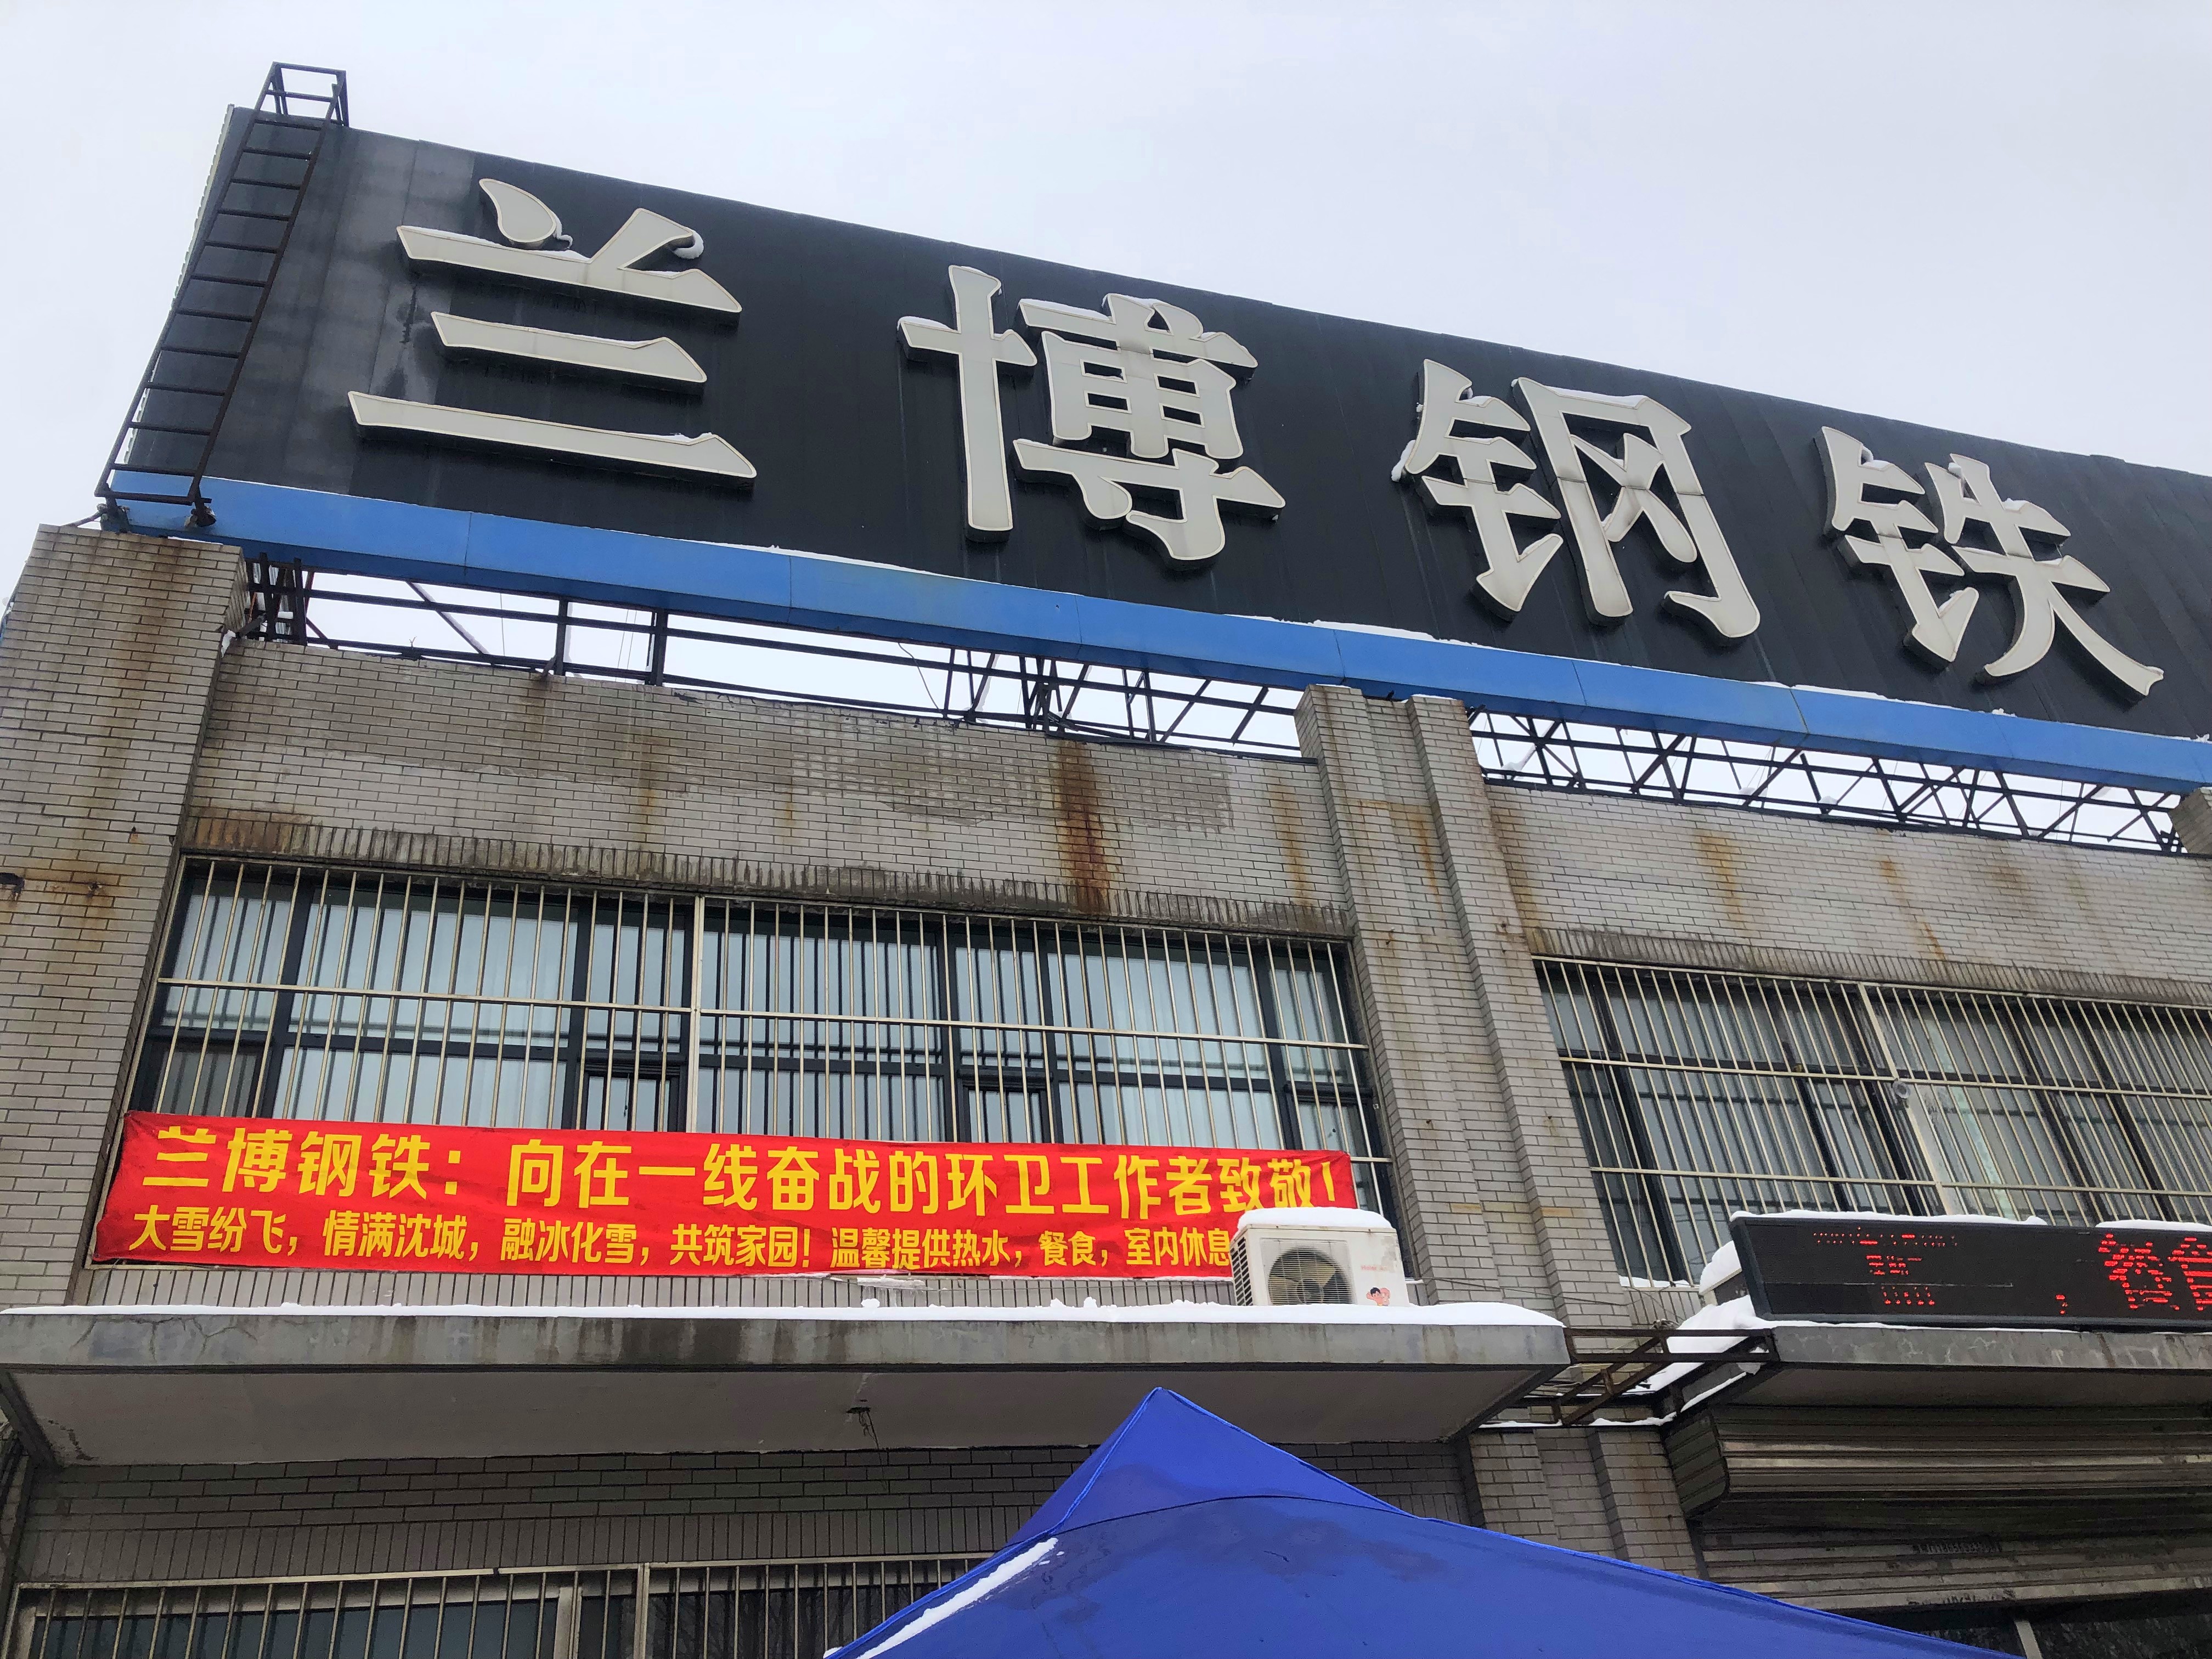 兰博钢铁
兰博钢铁：向在一线奋战的环卫工作者致敬！
大雪纷飞，情满沈城，融冰化雪，共筑家园！温馨提供热水，餐食，室内休息
，餐食